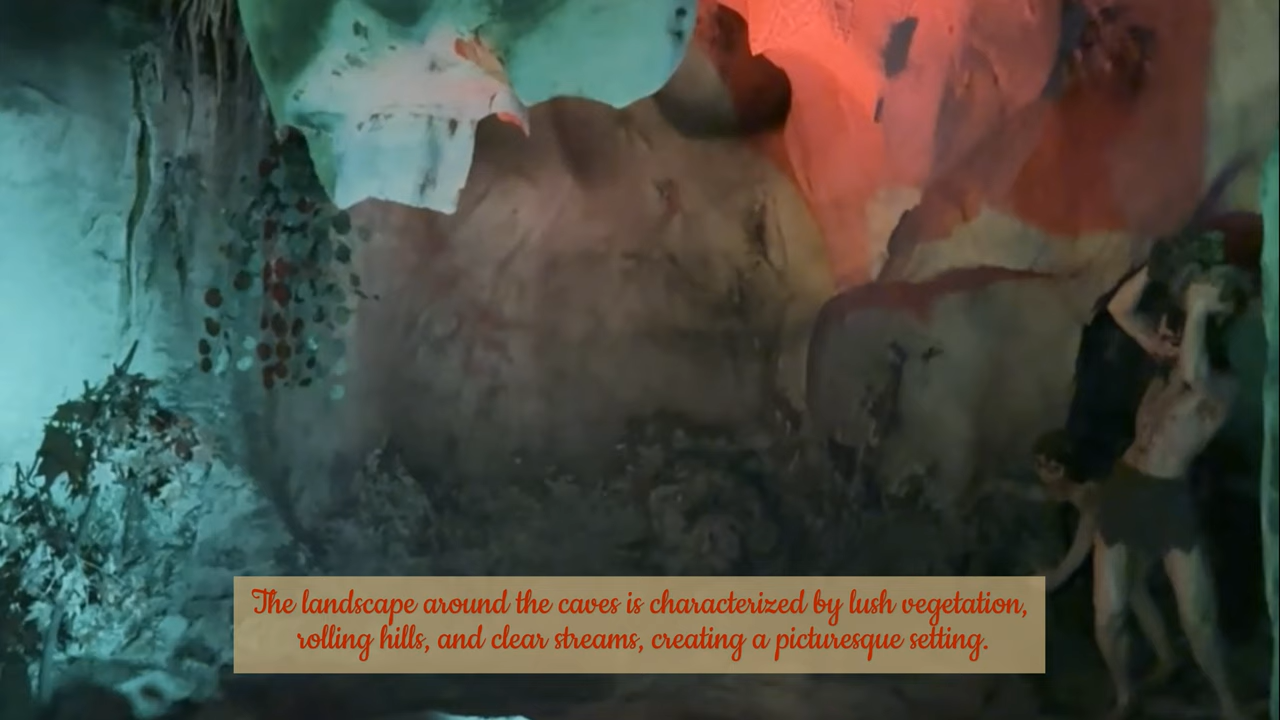 The landscape around the caves is characterized by lush vegetation,
rolling hills, and clear streams, creating a picturesque setting.